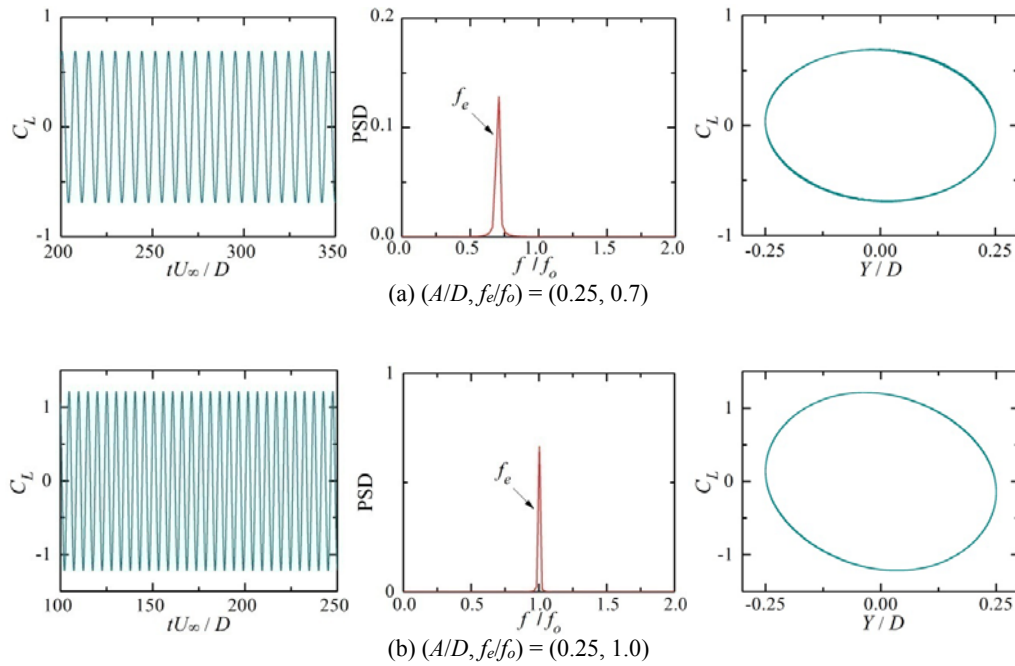 1
0
-1
C_L
200
250
300
350
tU∞ / D
0.2
0.1
0.0
PSD
f_e
0.0
0.5
1.0
1.5
2.0
f / f_o
1
0
-1
C_L
-0.25
0.00
0.25
Y / D
(a) (A/D, f_e/f_o) = (0.25, 0.7)
1
0
-1
C_L
100
150
200
250
tU∞ / D
1
0
PSD
f_e
0.0
0.5
1.0
1.5
2.0
f / f_o
1
0
-1
C_L
-0.25
0.00
0.25
Y / D
(b) (A/D, f_e/f_o) = (0.25, 1.0)